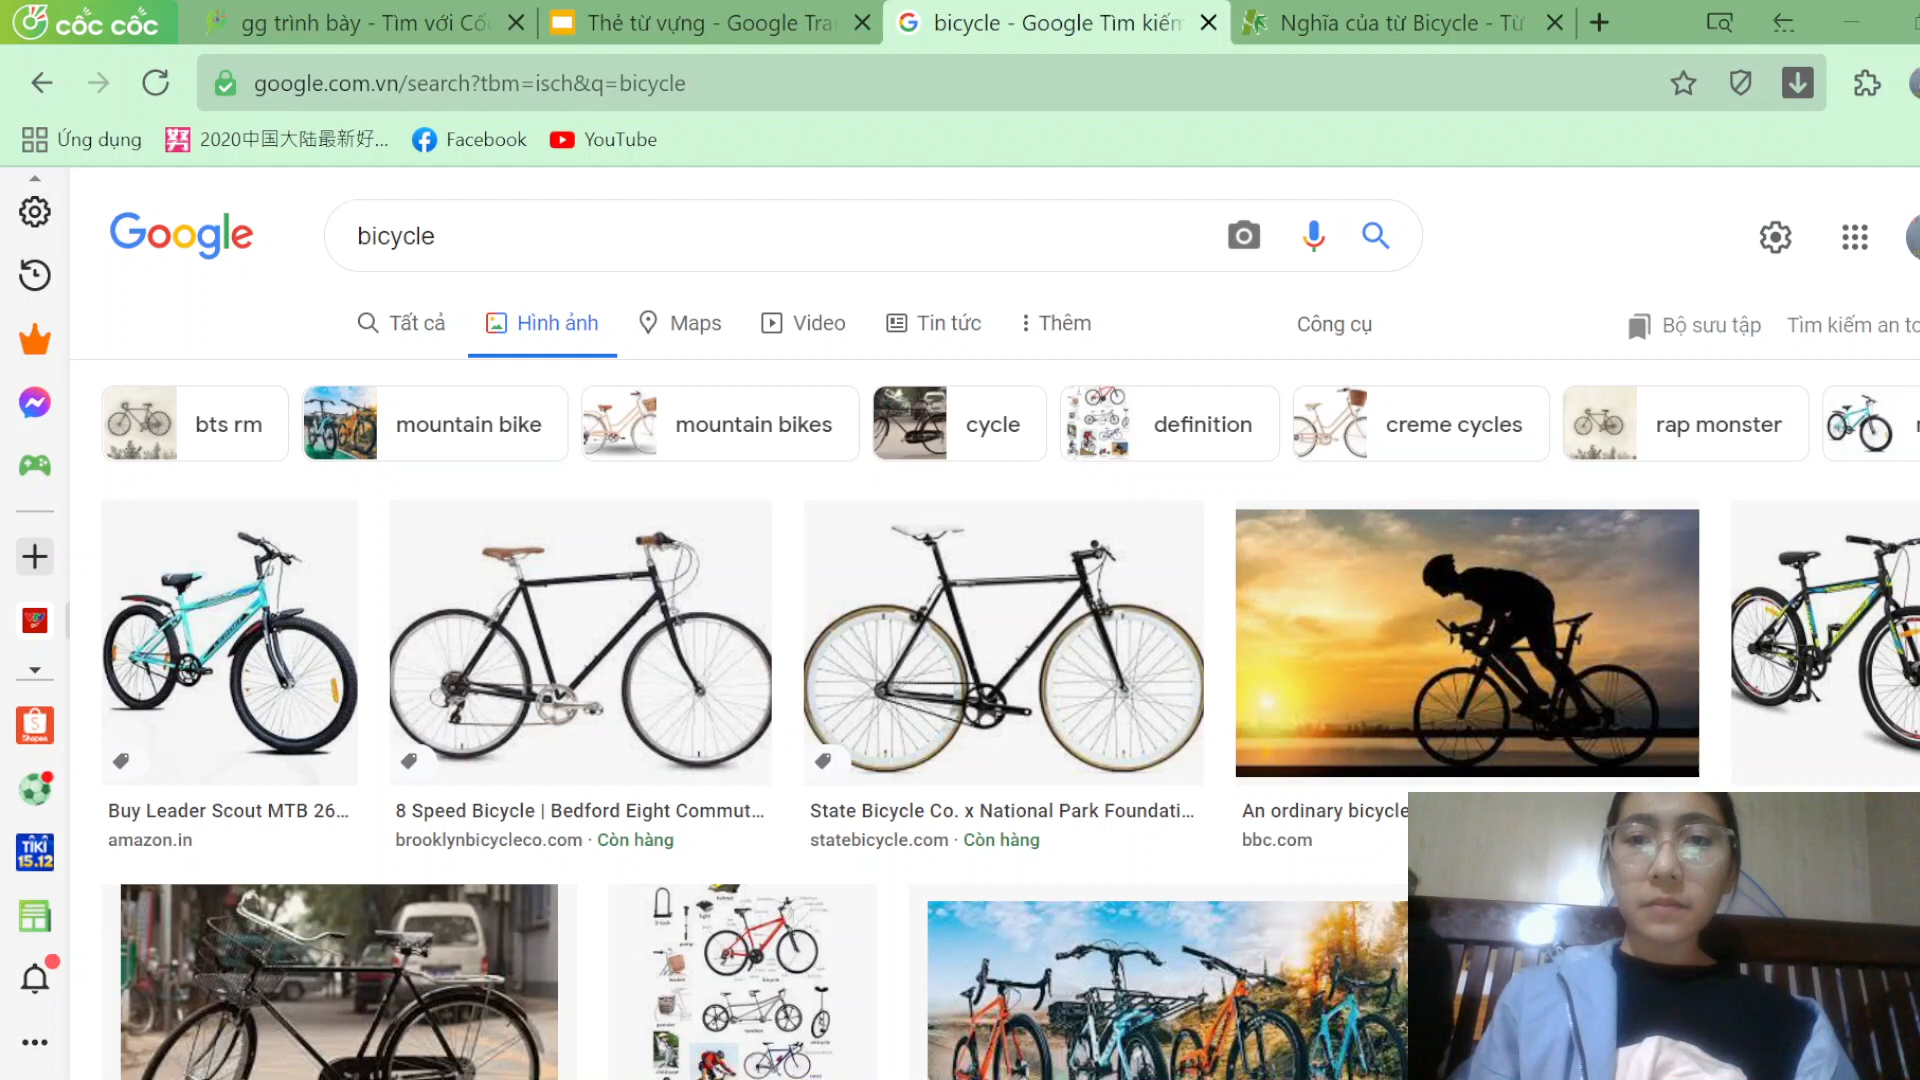 cốc cốc
gg trình bày - Tìm với Cốc
Thẻ từ vựng - Google Tra
bicycle - Google Tìm kiếm
Nghĩa của từ Bicycle - Từ
google.com.vn/search?tbm=isch&q=bicycle
Ứng dụng
2020中国大陆最新好...
Facebook
YouTube
Google
bicycle
Tất cả
Hình ảnh
Maps
Video
Tin tức
Thêm
Công cụ
Bộ sưu tập
Tìm kiếm an to
bts rm
mountain bike
mountain bikes
cycle
definition
creme cycles
rap monster
Buy Leader Scout MTB 26...
amazon.in
8 Speed Bicycle | Bedford Eight Commut...
brooklynbicycleco.com · Còn hàng
State Bicycle Co. x National Park Foundati...
statebicycle.com · Còn hàng
An ordinary bicycle
bbc.com
Shopee
TIKI
15.12